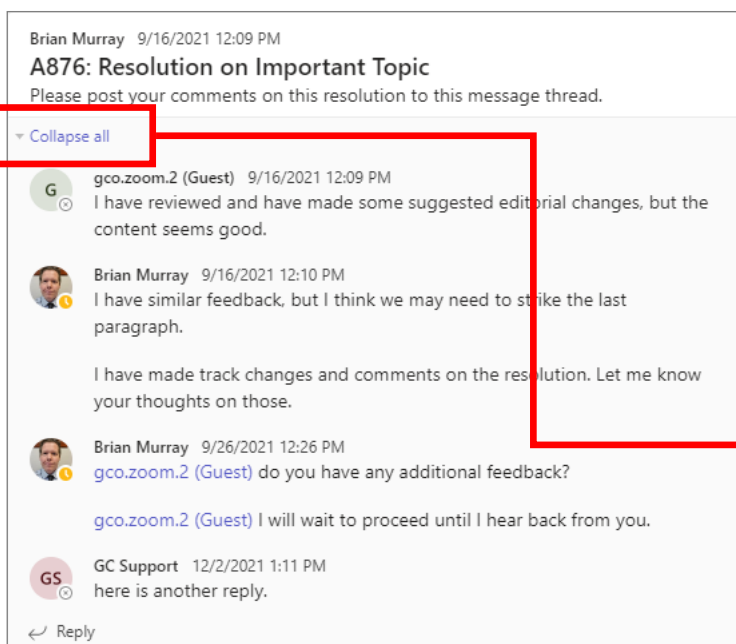 Brian Murray 9/16/2021 12:09 PM
A876: Resolution on Important Topic
Please post your comments on this resolution to this message thread.
Collapse all
G
gco.zoom.2 (Guest) 9/16/2021 12:09 PM
I have reviewed and have made some suggested editorial changes, but the
content seems good.
Brian Murray 9/16/2021 12:10 PM
I have similar feedback, but I think we may need to strike the last
paragraph.
I have made track changes and comments on the resolution. Let me know
your thoughts on those.
Brian Murray 9/26/2021 12:26 PM
gco.zoom.2 (Guest) do you have any additional feedback?
gco.zoom.2 (Guest) I will wait to proceed until I hear back from you.
GS
GC Support 12/2/2021 1:11 PM
here is another reply.
Reply